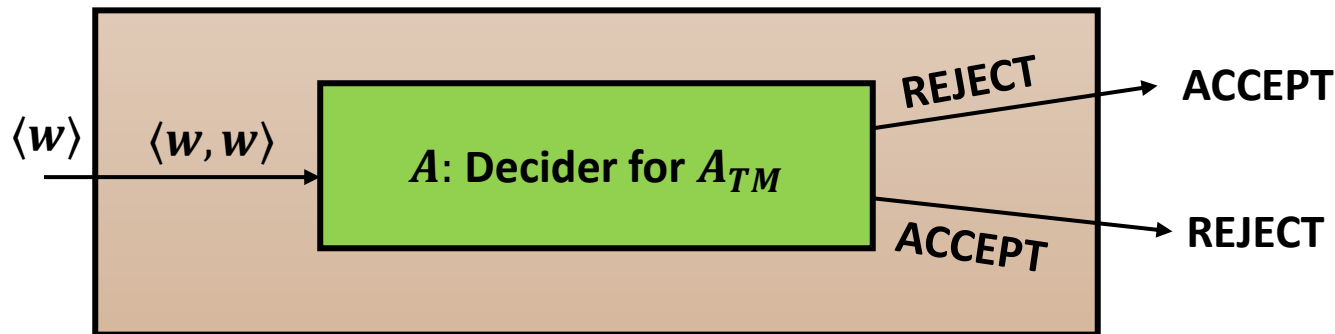 ⟨w⟩
⟨w, w⟩
A: Decider for A_TM
REJECT
ACCEPT
ACCEPT
REJECT